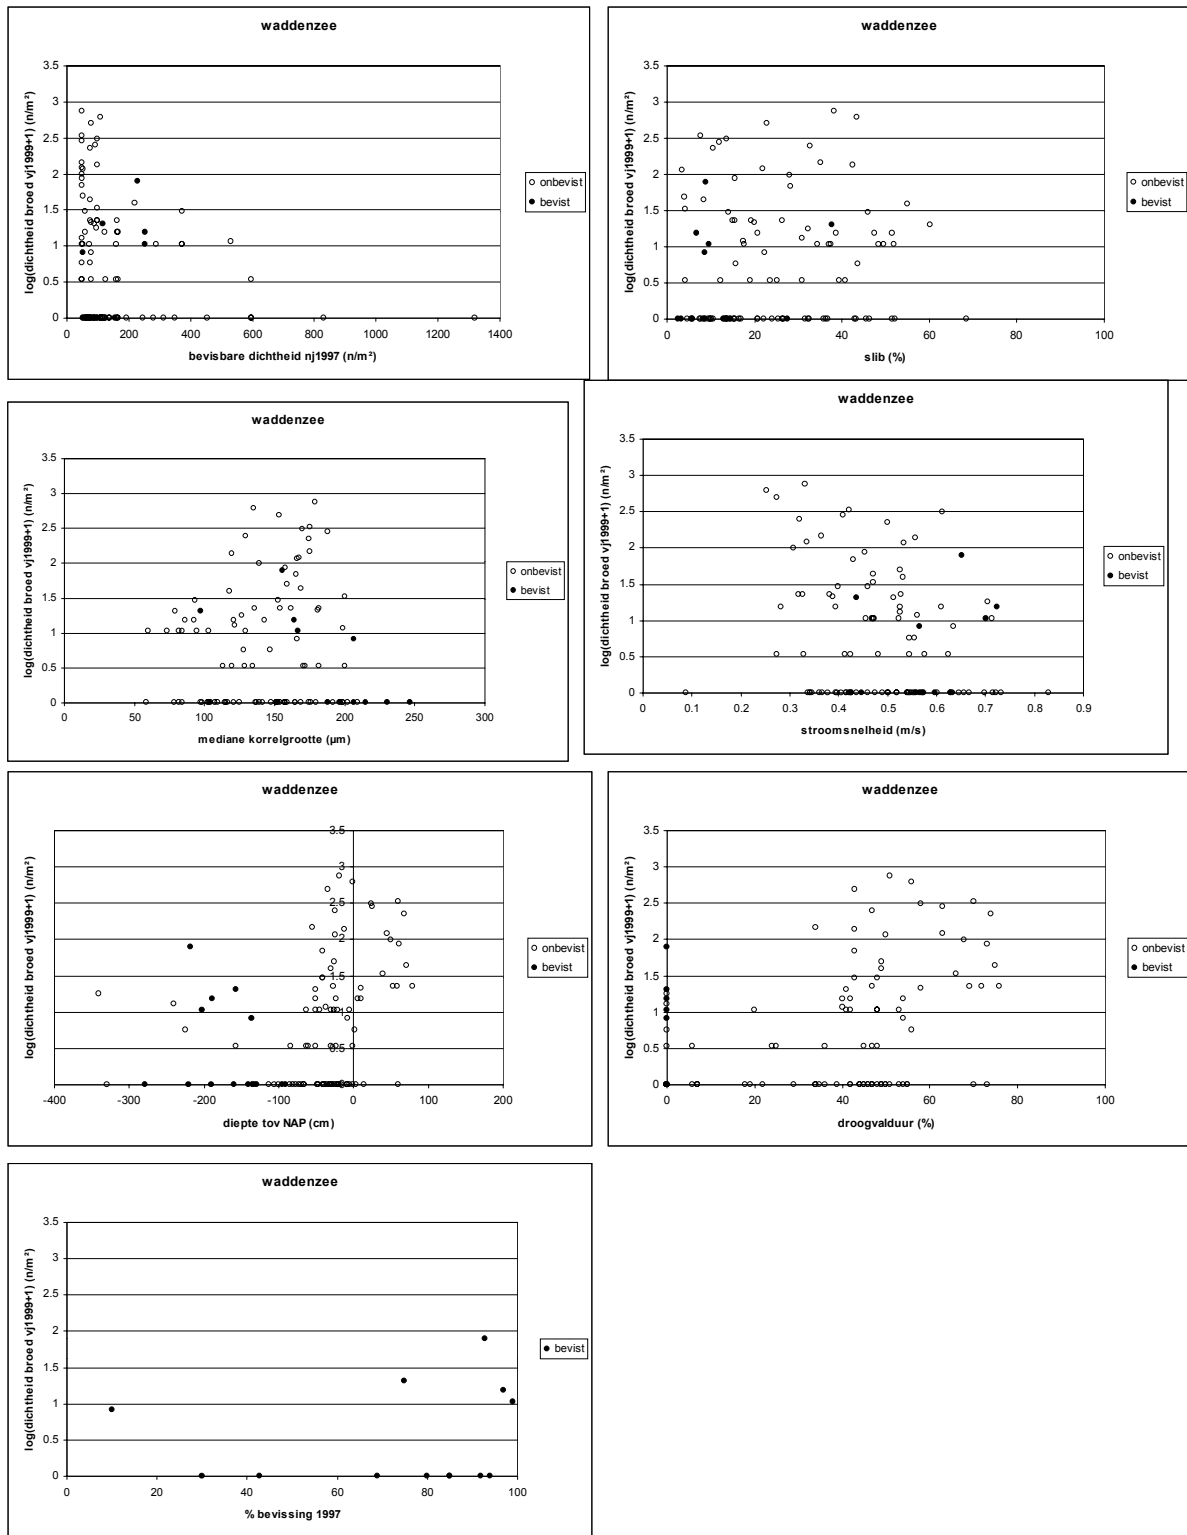 waddenzee
log(dichtheid broed vj1999+1) (n/m²)
3.5
3
2.5
2
1.5
1
0.5
0
0 200 400 600 800 1000 1200 1400
bevisbare dichtheid nj1997 (n/m²)
onbevist
bevist
waddenzee
log(dichtheid broed vj1999+1) (n/m²)
3.5
3
2.5
2
1.5
1
0.5
0
0 20 40 60 80 100
slib (%)
onbevist
bevist
waddenzee
log(dichtheid broed vj1999+1) (n/m²)
3.5
3
2.5
2
1.5
1
0.5
0
0 50 100 150 200 250 300
mediane korrelgrootte (µm)
onbevist
bevist
waddenzee
log(dichtheid broed vj1999+1) (n/m²)
3.5
3
2.5
2
1.5
1
0.5
0
0 0.1 0.2 0.3 0.4 0.5 0.6 0.7 0.8 0.9
stroomsnelheid (m/s)
onbevist
bevist
waddenzee
log(dichtheid broed vj1999+1) (n/m²)
3.5
3
2.5
2
1.5
1
0.5
0
-400 -300 -200 -100 0 100 200
diepte tov NAP (cm)
onbevist
bevist
waddenzee
log(dichtheid broed vj1999+1) (n/m²)
3.5
3
2.5
2
1.5
1
0.5
0
0 20 40 60 80 100
droogvalduur (%)
onbevist
bevist
waddenzee
log(dichtheid broed vj1999+1) (n/m²)
3.5
3
2.5
2
1.5
1
0.5
0
0 20 40 60 80 100
% bevissing 1997
bevist